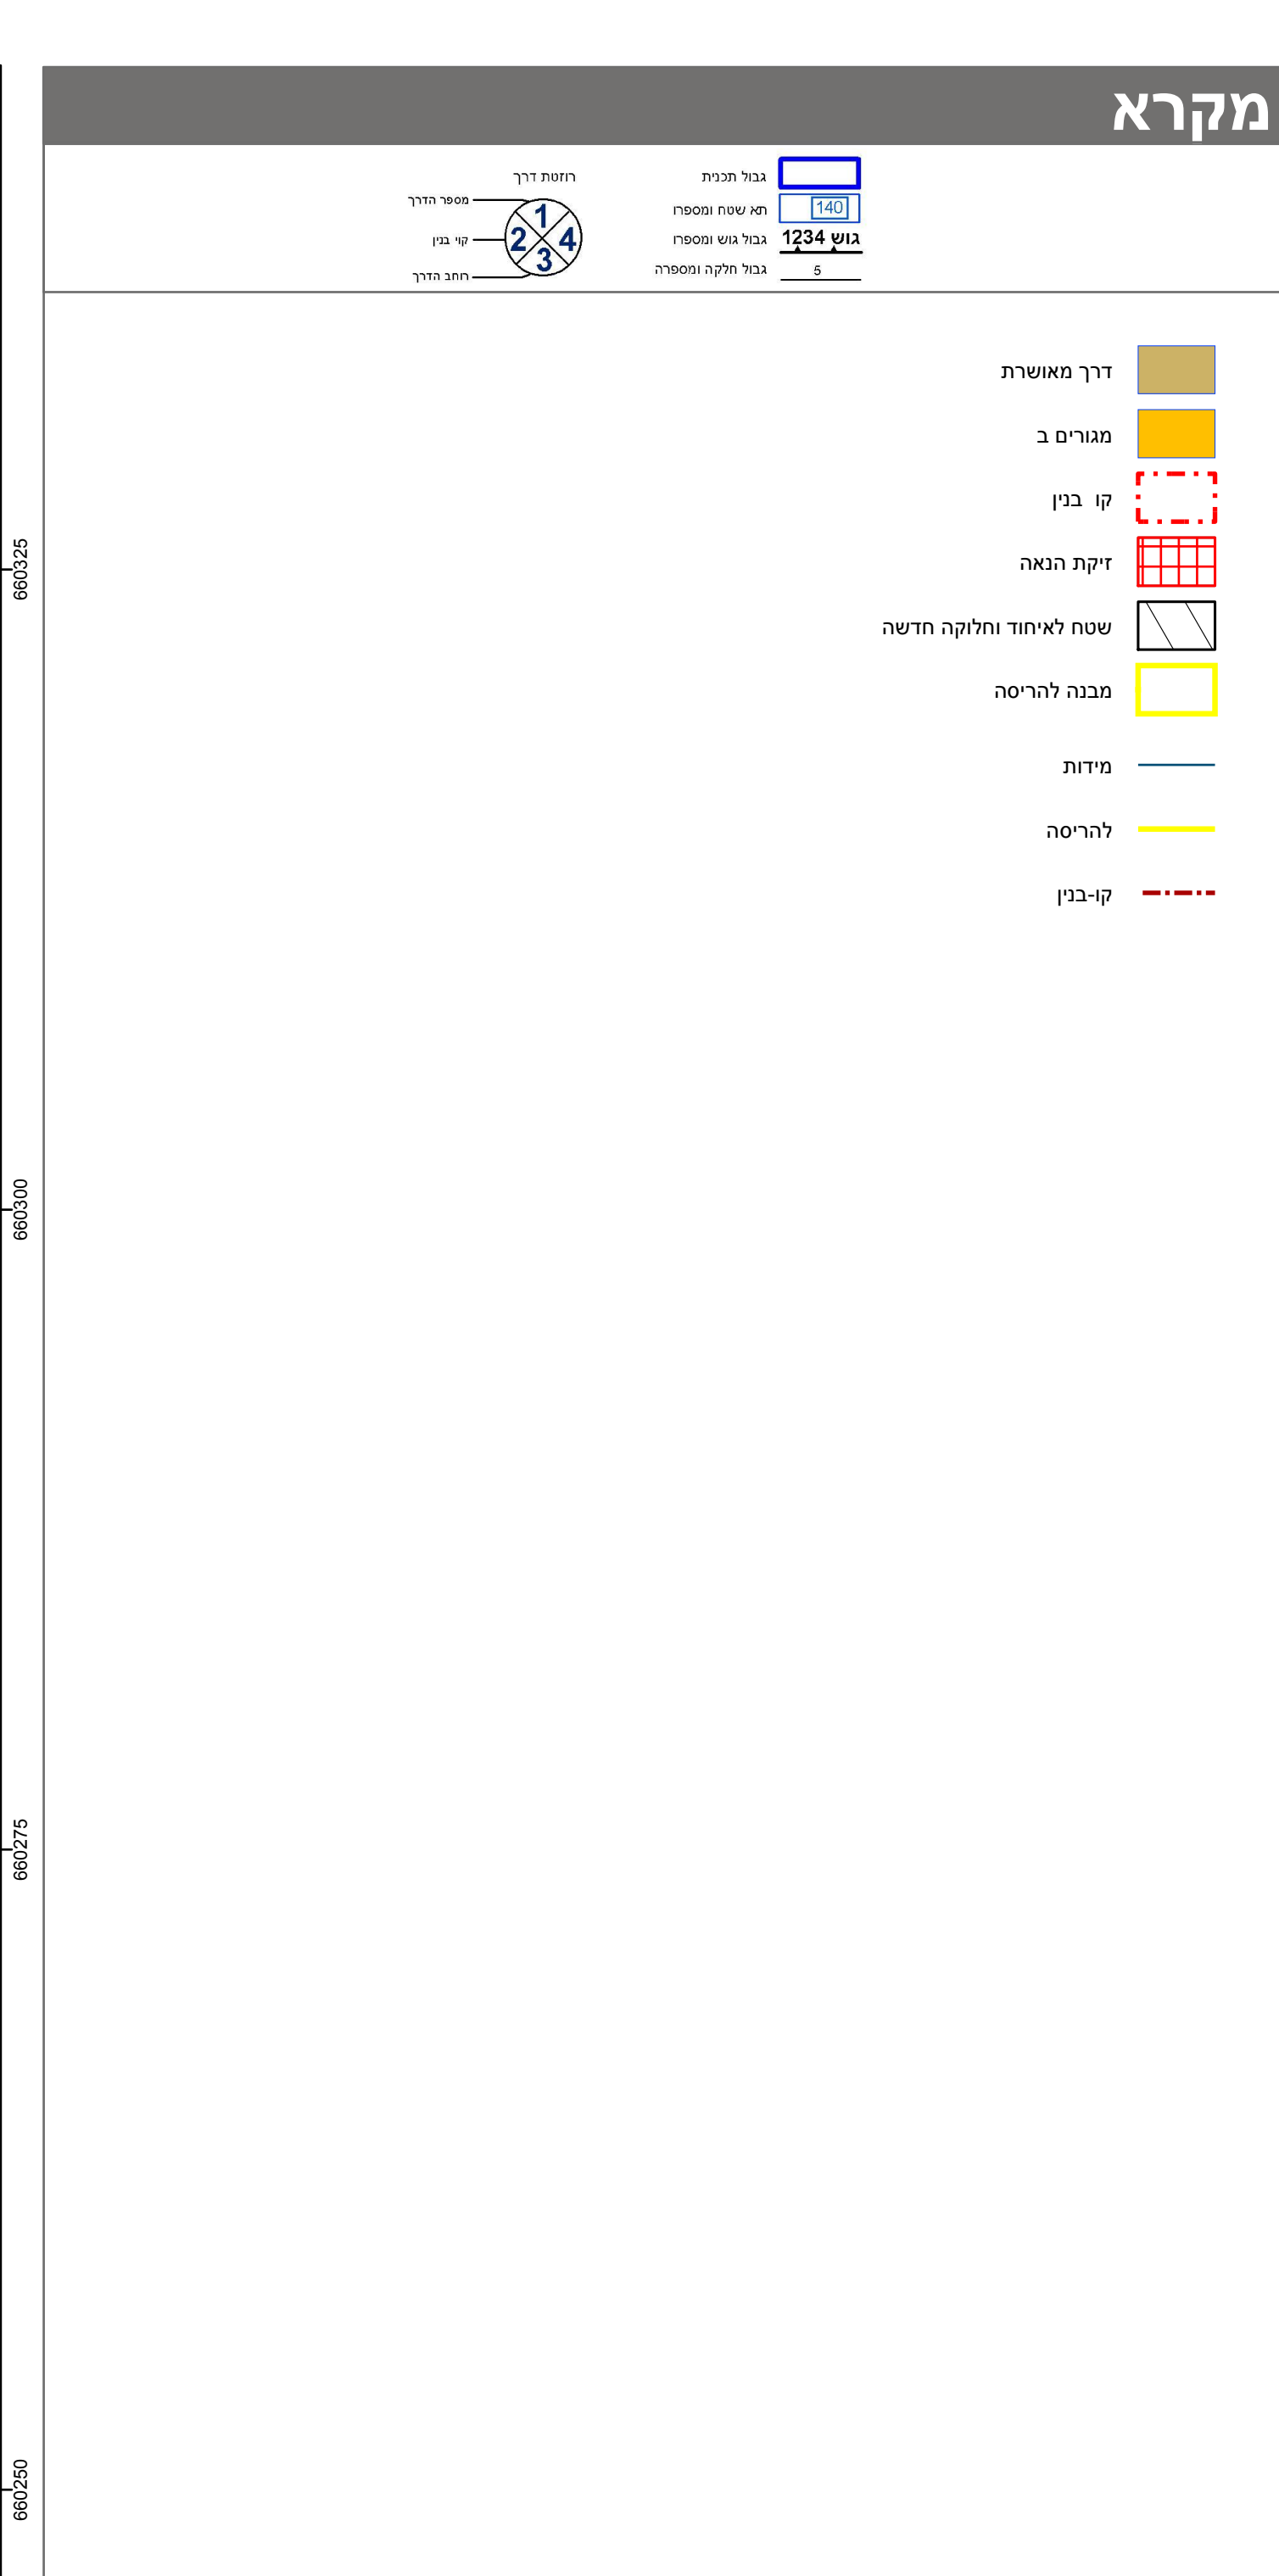 מקרא
גבול תכנית
תא שטח ומספרו
140
גבול גוש ומספרו
גוש 1234
גבול חלקה ומספרה
5
רוזטת דרך
מספר הדרך
קוי בנין
רוחב הדרך
1
2
4
3
דרך מאושרת
מגורים ב
קו בנין
זיקת הנאה
שטח לאיחוד וחלוקה חדשה
מבנה להריסה
מידות
להריסה
קו-בנין
660325
660300
660275
660250